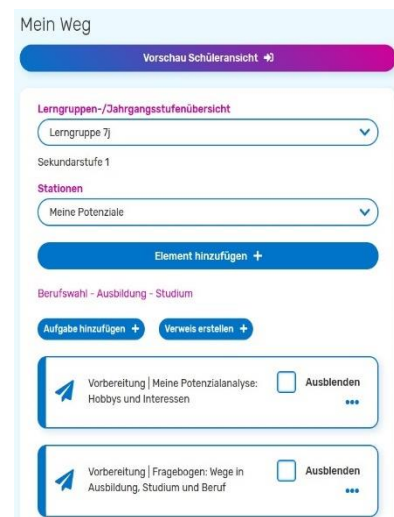 Mein Weg
Vorschau Schüleransicht
Lerngruppen-/Jahrgangsstufenübersicht
Lerngruppe 7j
Sekundarstufe 1
Stationen
Meine Potenziale
Element hinzufügen +
Berufswahl - Ausbildung - Studium
Aufgabe hinzufügen + Verweis erstellen +
Vorbereitung | Meine Potenzialanalyse: Ausblenden
Hobbys und Interessen
Vorbereitung | Fragebogen: Wege in Ausblenden
Ausbildung, Studium und Beruf